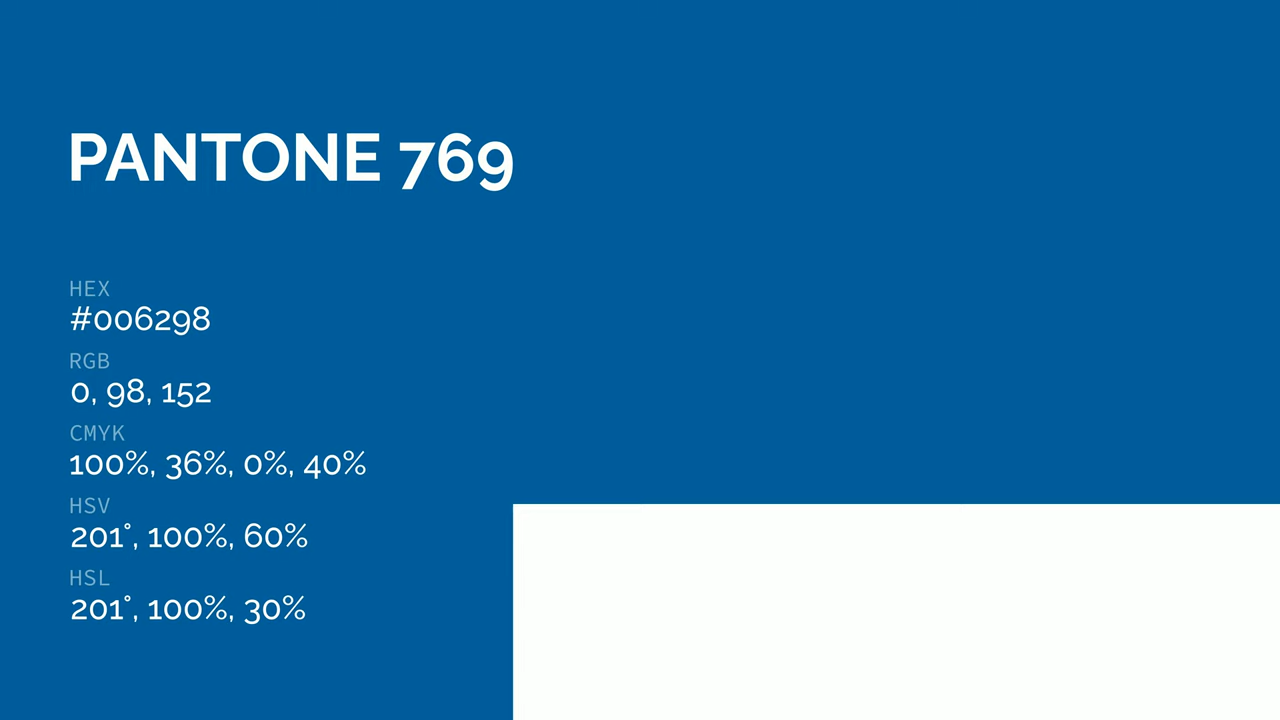 PANTONE 769
HEX
#006298
RGB
0, 98, 152
CMYK
100%, 36%, 0%, 40%
HSV
201°, 100%, 60%
HSL
201°, 100%, 30%